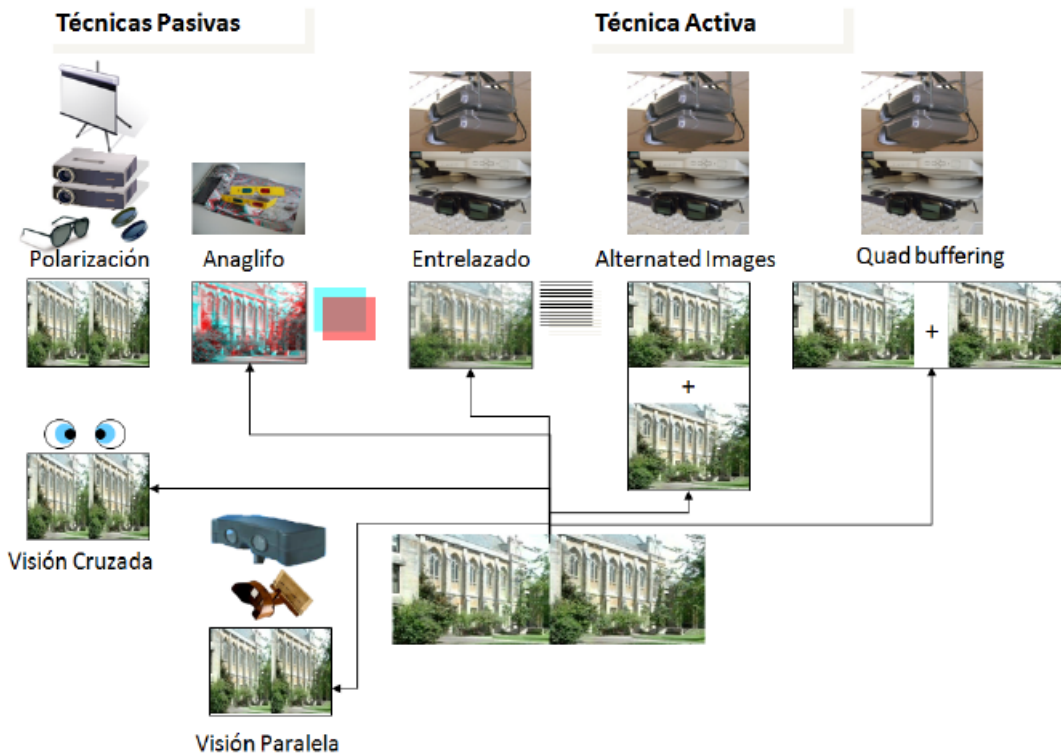 Técnicas Pasivas
Técnica Activa
Polarización
Anaglifo
Entrelazado
Alternated Images
Quad buffering
+
+
Visión Cruzada
Visión Paralela